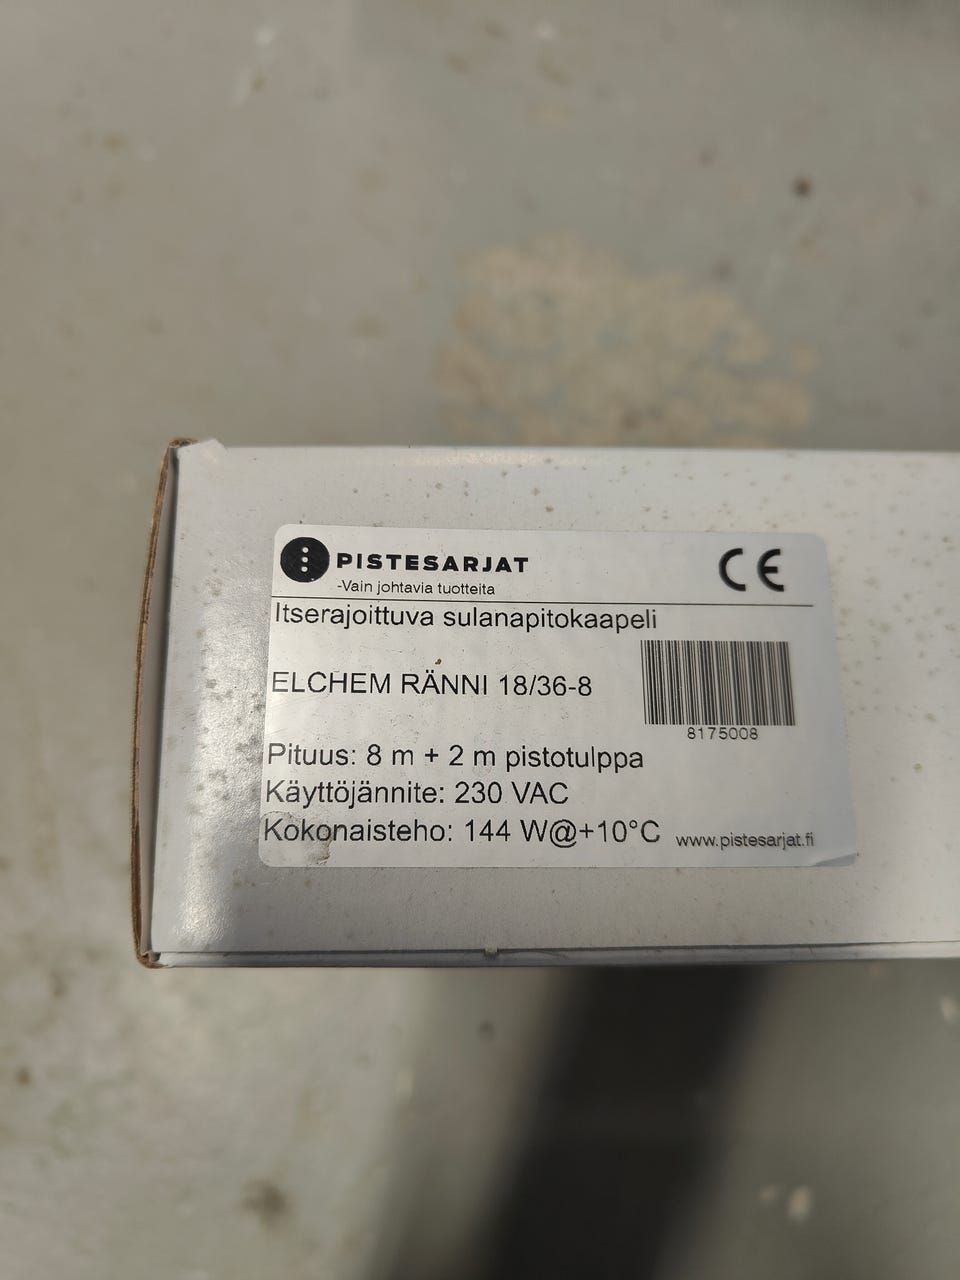 PISTESARJAT
-Vain johtavia tuotteita
CE
Itserajoittuva sulanapitokaapeli
ELCHEM RÄNNI 18/36-8
8175008
Pituus: 8 m + 2 m pistotulppa
Käyttöjännite: 230 VAC
Kokonaisteho: 144 W@+10°C
www.pistesarjat.fi